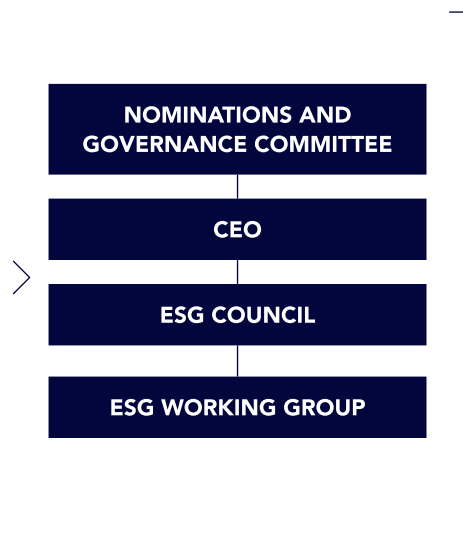 NOMINATIONS AND
GOVERNANCE COMMITTEE
CEO
ESG COUNCIL
ESG WORKING GROUP